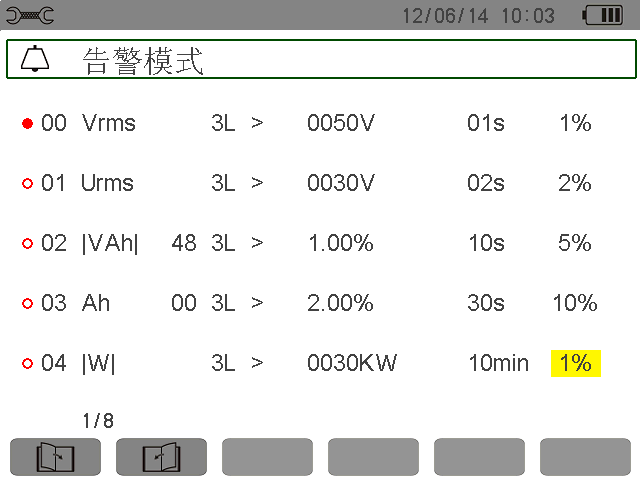 12/06/14 10:03
告警模式
00 Vrms 3L > 0050V 01s 1%
01 Urms 3L > 0030V 02s 2%
02 |VAh| 48 3L > 1.00% 10s 5%
03 Ah 00 3L > 2.00% 30s 10%
04 |W| 3L > 0030KW 10min 1%
1/8